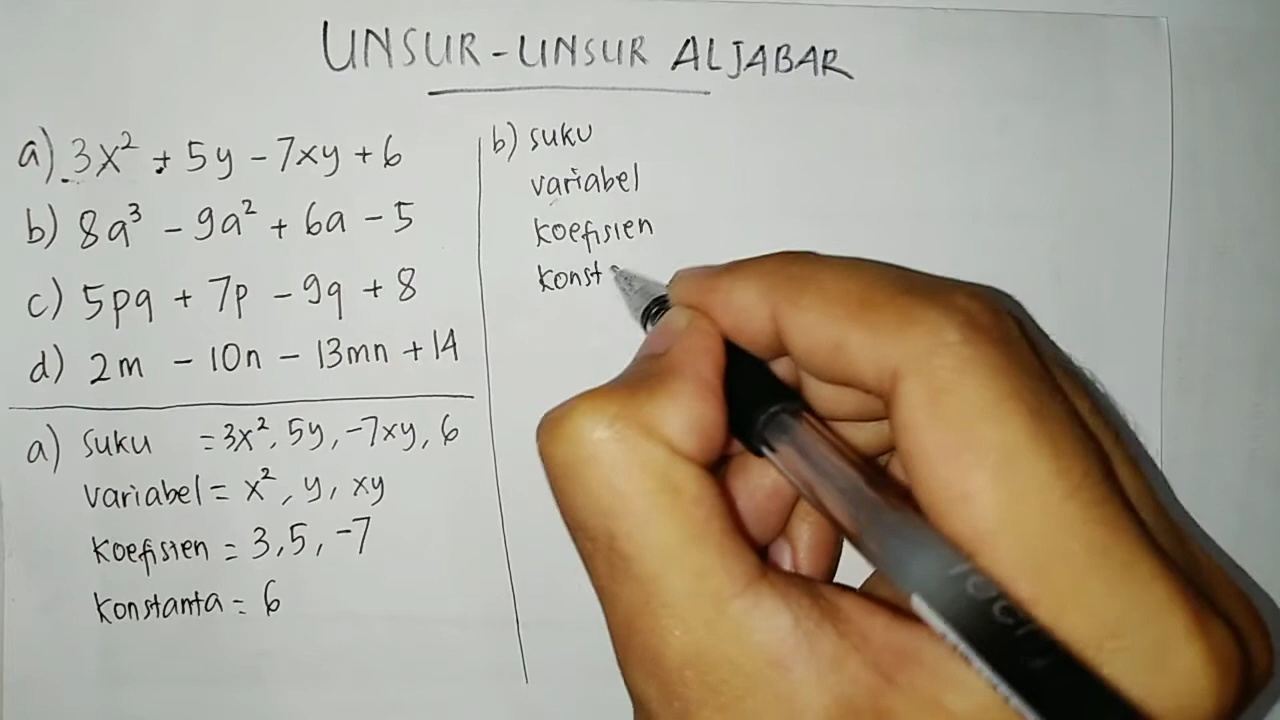 UNSUR-UNSUR ALJABAR
a) 3x² + 5y - 7xy + 6
b) 8a³ - 9a² + 6a - 5
c) 5pq + 7p - 9q + 8
d) 2m - 10n - 13mn + 14
a) suku = 3x², 5y, -7xy, 6
variabel = x², y, xy
koefisien = 3, 5, -7
konstanta = 6
b) suku
variabel
koefisien
konst